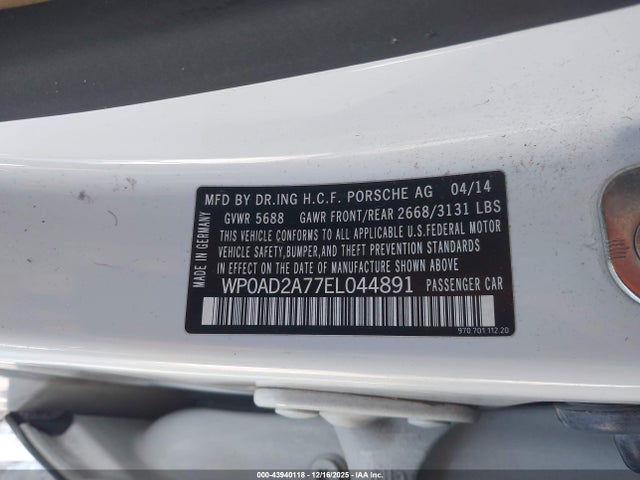 MFD BY DR.ING H.C.F. PORSCHE AG 04/14
GVWR 5688 GAWR FRONT/REAR 2668/3131 LBS
THIS VEHICLE CONFORMS TO ALL APPLICABLE U.S.FEDERAL MOTOR
VEHICLE SAFETY,BUMPER,AND THEFT PREVENTION STANDARDS
IN EFFECT ON THE DATE OF MANUFACTURE SHOWN ABOVE.
WP0AD2A77EL044891 PASSENGER CAR
MADE IN GERMANY
970 701 112 20
000-43940118 - 12/16/2025 - IAAI.com